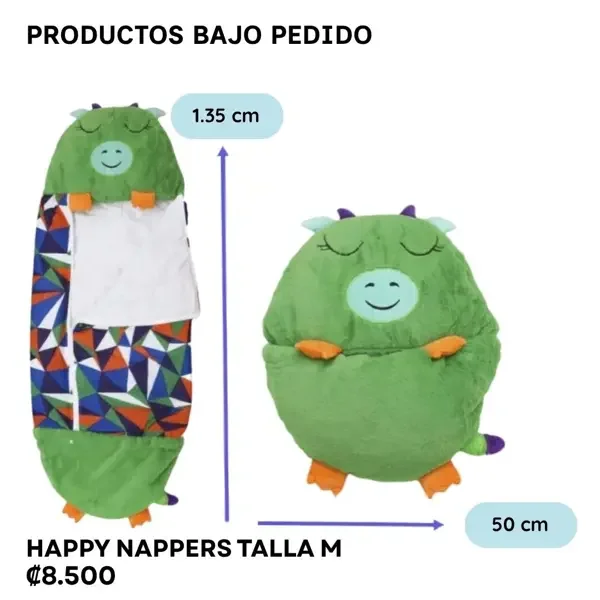 PRODUCTOS BAJO PEDIDO
1.35 cm
50 cm
HAPPY NAPPERS TALLA M
₡8.500